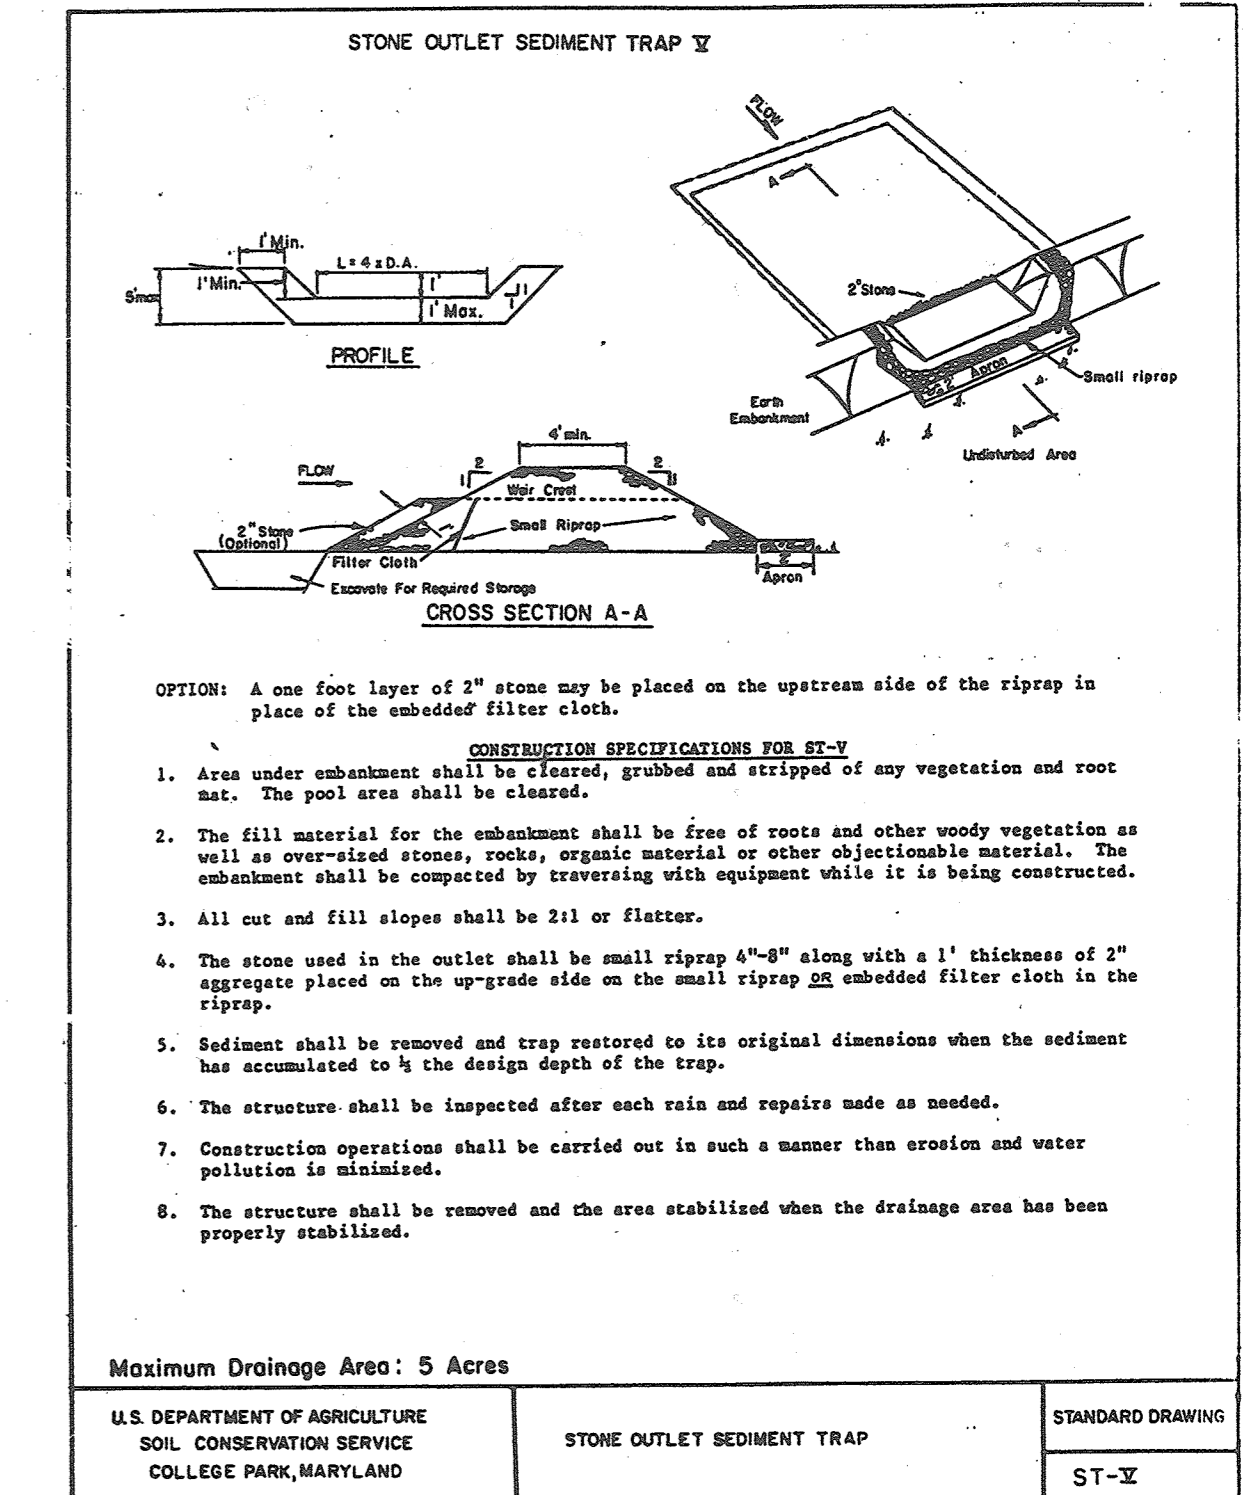 STONE OUTLET SEDIMENT TRAP V
FLOW
A
1' Min.
L = 4 x D.A.
1' Min.
1'
5' max
1' Max.
1
1
PROFILE
2" Stone
2' Apron
Small riprap
Earth
Embankment
A
Undisturbed Area
4' min.
FLOW
2
1
2
1
Weir Crest
2" Stone
(Optional)
1'
Small Riprap
Filter Cloth
2'
Apron
Excavate For Required Storage
CROSS SECTION A-A
OPTION: A one foot layer of 2" stone may be placed on the upstream side of the riprap in
place of the embedded filter cloth.
CONSTRUCTION SPECIFICATIONS FOR ST-V
1. Area under embankment shall be cleared, grubbed and stripped of any vegetation and root
mat. The pool area shall be cleared.
2. The fill material for the embankment shall be free of roots and other woody vegetation as
well as over-sized stones, rocks, organic material or other objectionable material. The
embankment shall be compacted by traversing with equipment while it is being constructed.
3. All cut and fill slopes shall be 2:1 or flatter.
4. The stone used in the outlet shall be small riprap 4"-8" along with a 1' thickness of 2"
aggregate placed on the up-grade side on the small riprap OR embedded filter cloth in the
riprap.
5. Sediment shall be removed and trap restored to its original dimensions when the sediment
has accumulated to ½ the design depth of the trap.
6. The structure shall be inspected after each rain and repairs made as needed.
7. Construction operations shall be carried out in such a manner than erosion and water
pollution is minimized.
8. The structure shall be removed and the area stabilized when the drainage area has been
properly stabilized.
Maximum Drainage Area: 5 Acres
U.S. DEPARTMENT OF AGRICULTURE
SOIL CONSERVATION SERVICE
COLLEGE PARK, MARYLAND
STONE OUTLET SEDIMENT TRAP
STANDARD DRAWING
ST-V